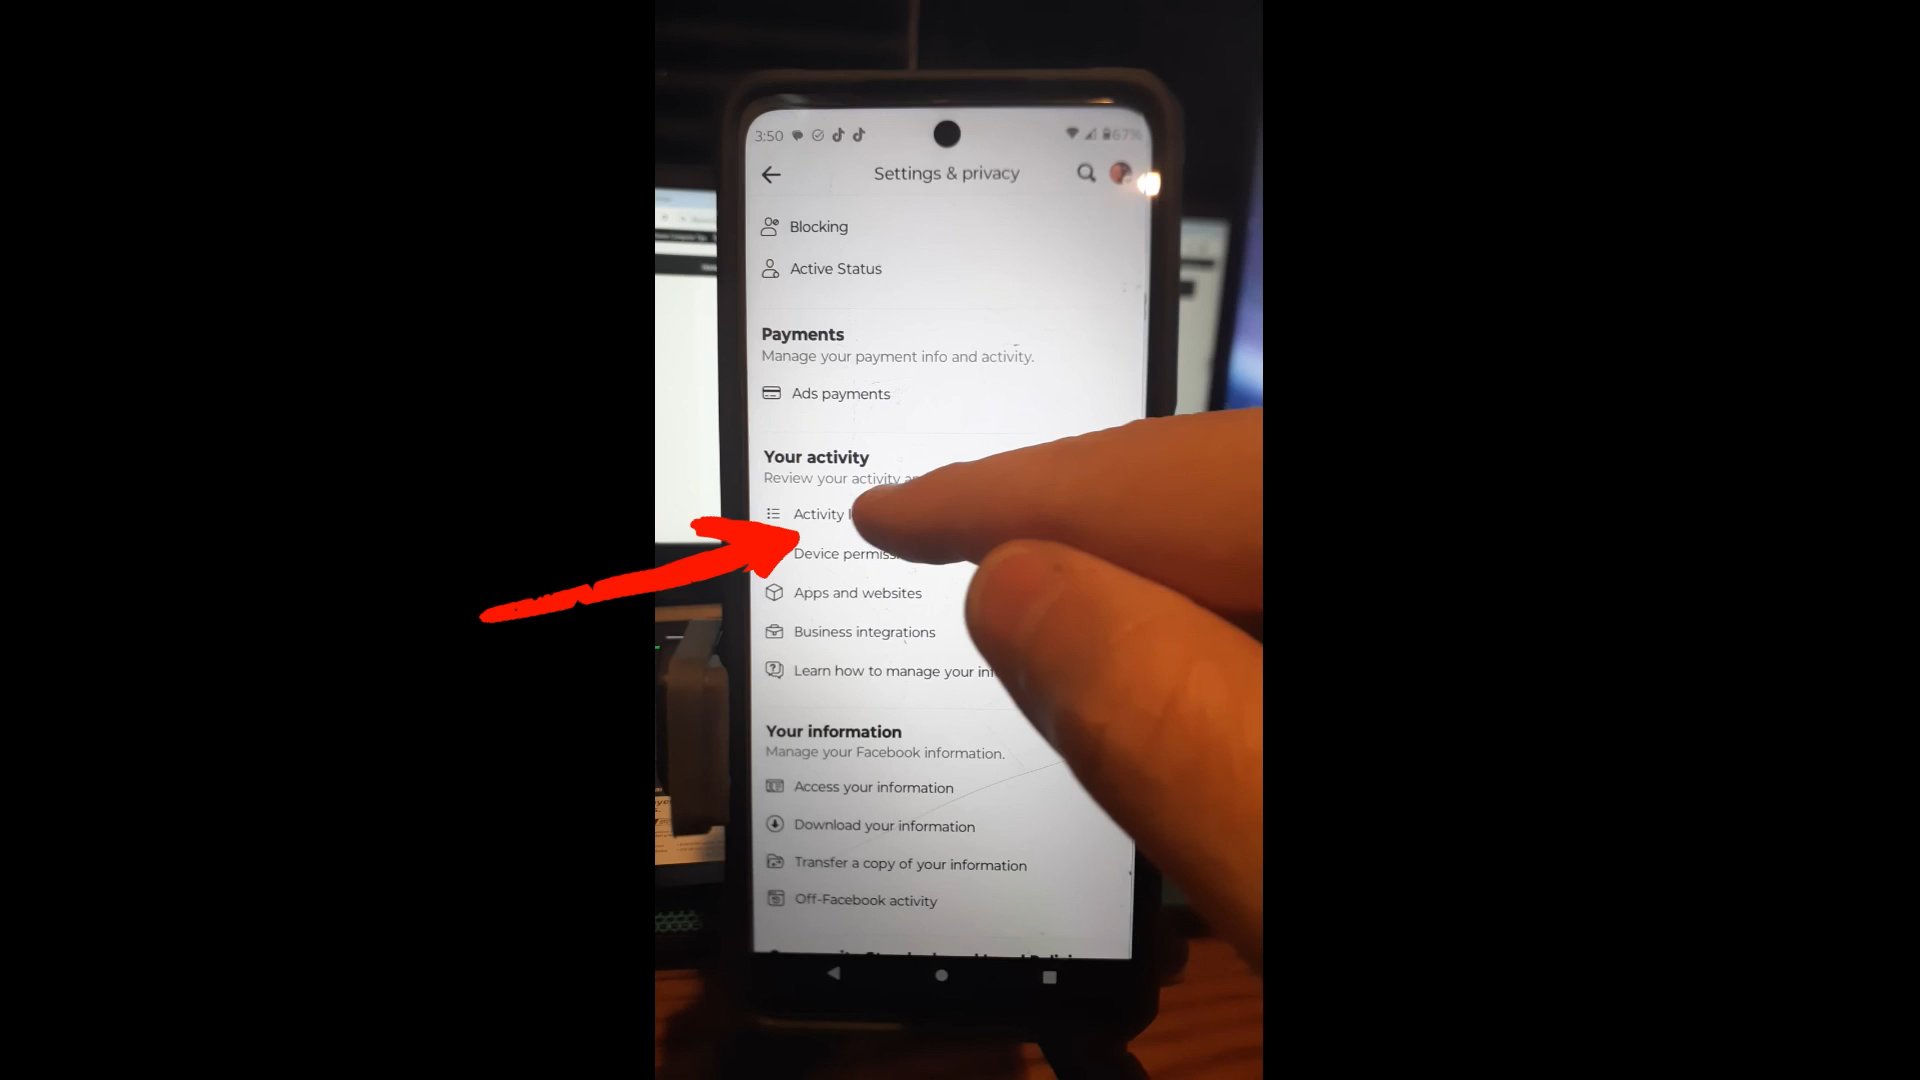 3:50
67%
Settings & privacy
Blocking
Active Status
Payments
Manage your payment info and activity.
Ads payments
Your activity
Review your activity
Activity
Device
Apps and websites
Business integrations
Learn how to manage your
Your information
Manage your Facebook information.
Access your information
Download your information
Transfer a copy of your information
Off-Facebook activity